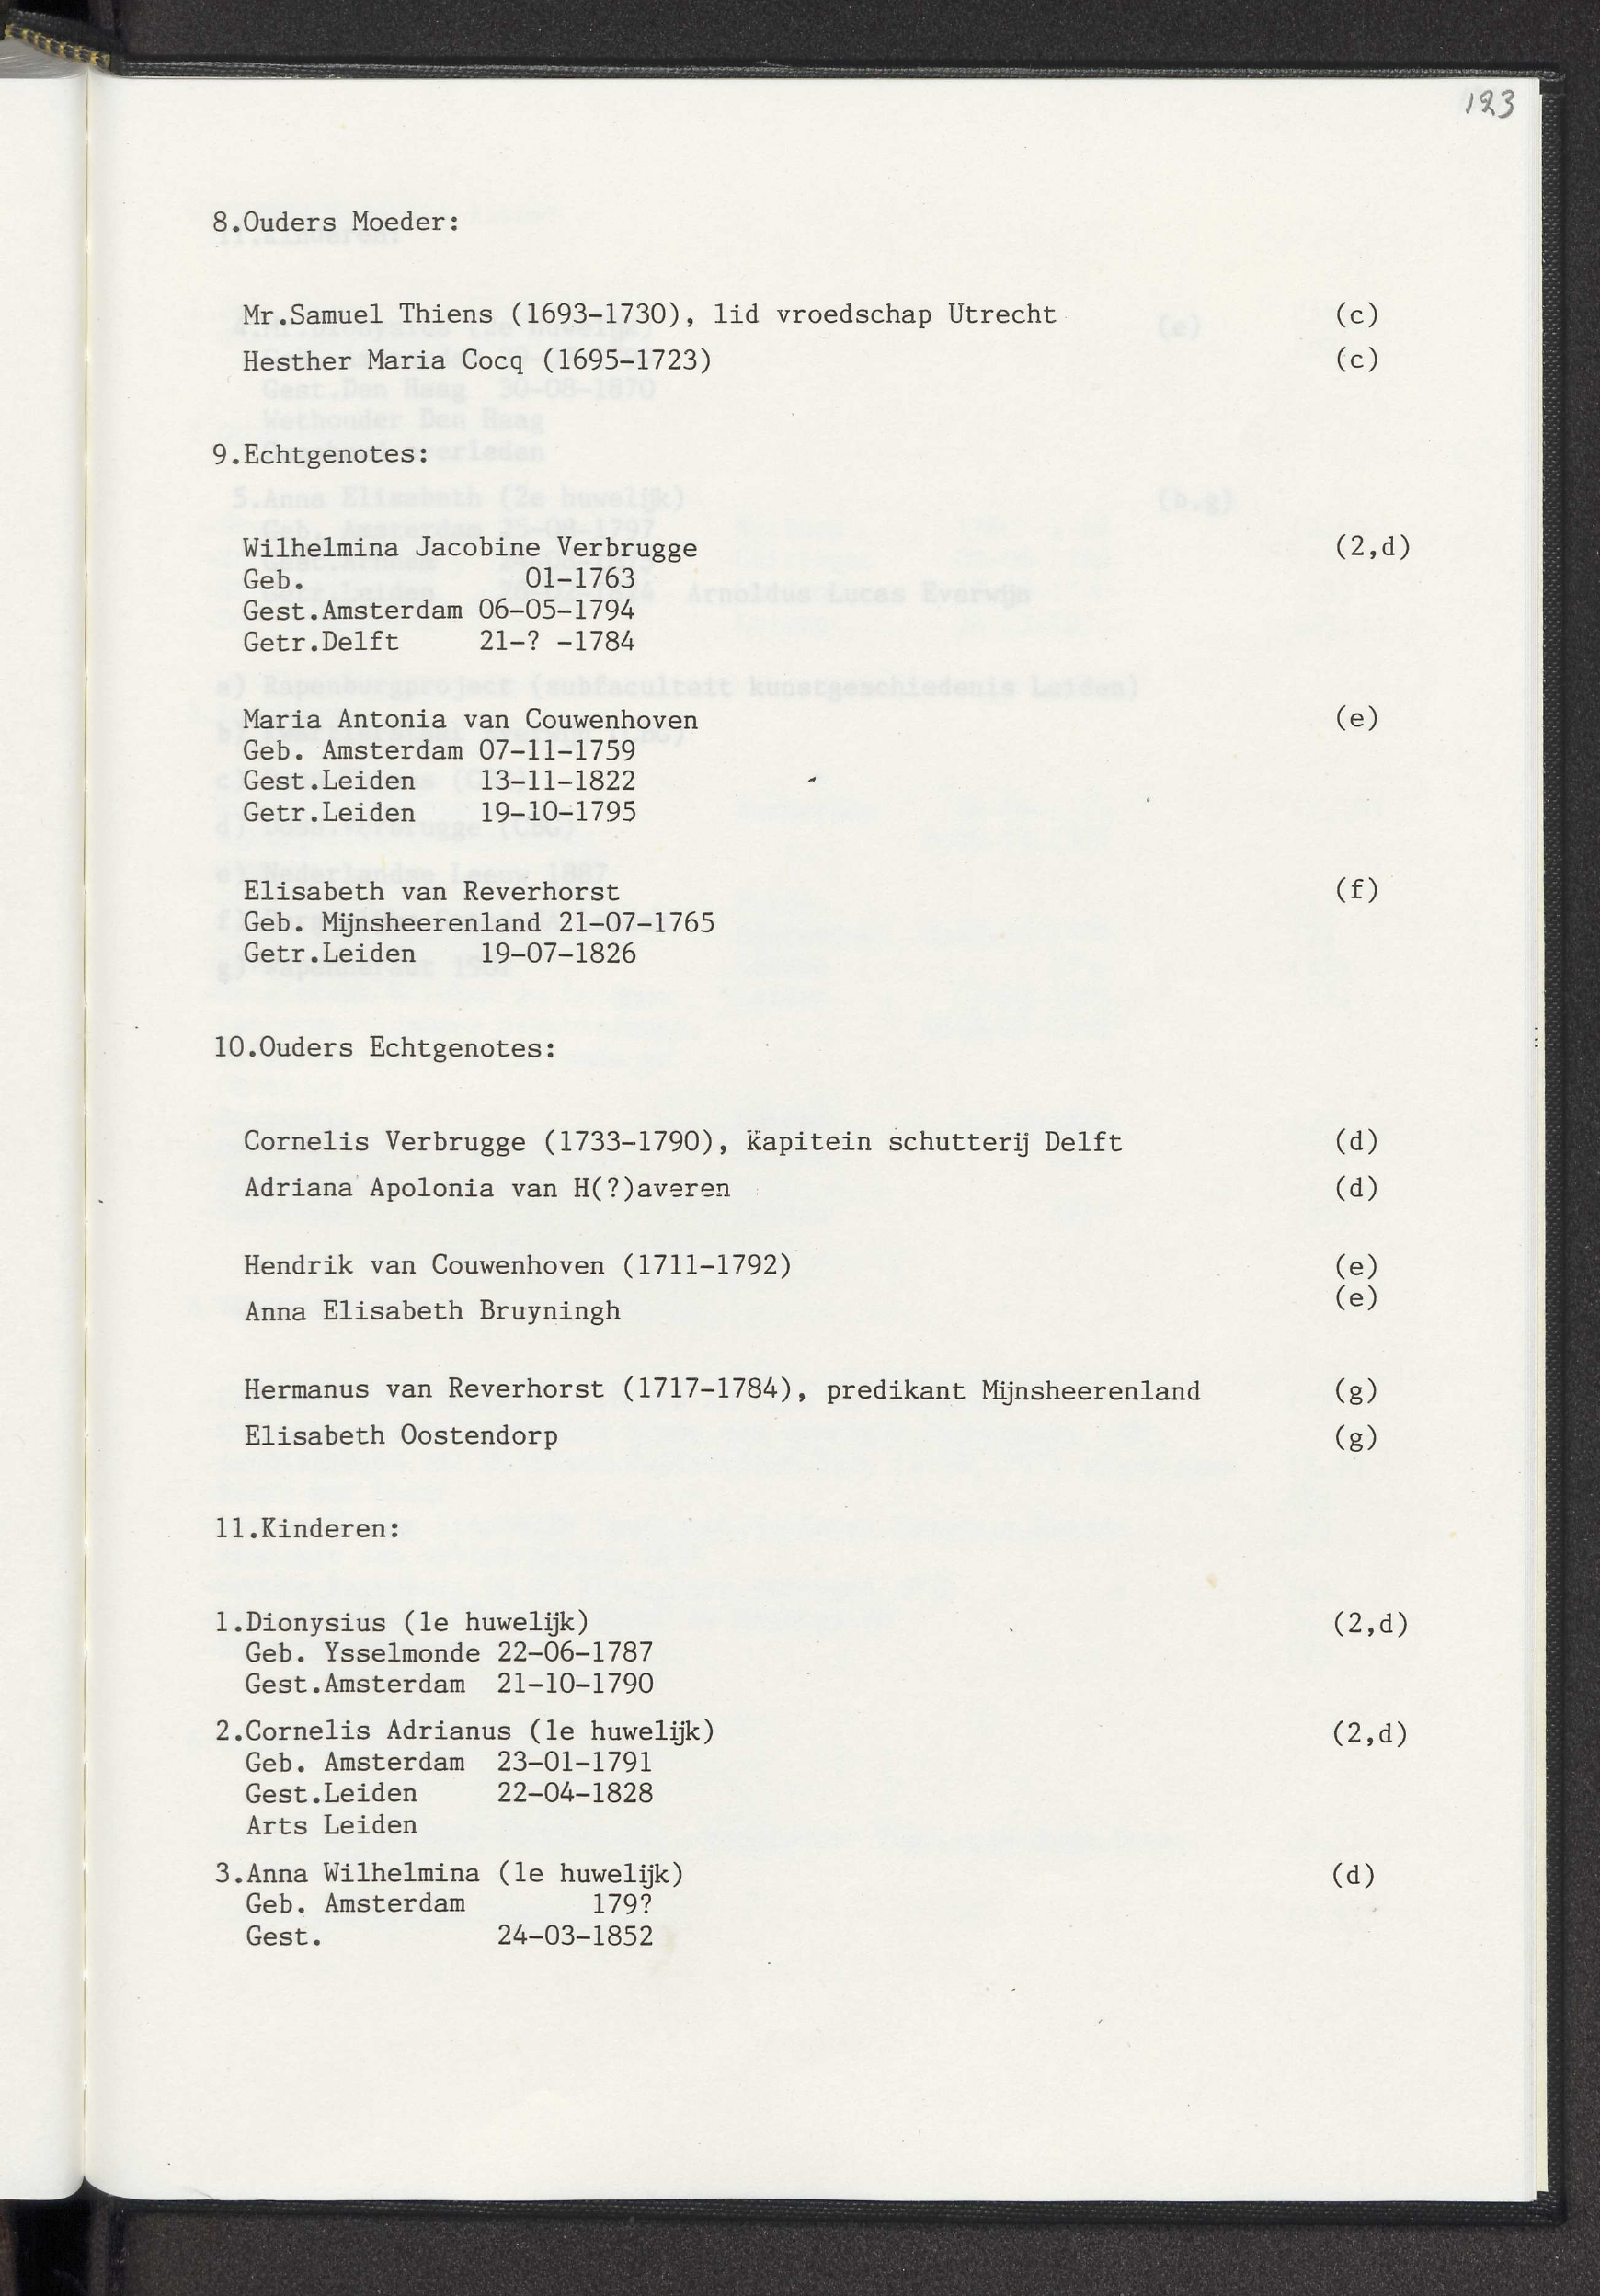 123
8.Ouders Moeder:
Mr.Samuel Thiens (1693-1730), lid vroedschap Utrecht (c)
Hesther Maria Cocq (1695-1723) (c)
9.Echtgenotes:
Wilhelmina Jacobine Verbrugge (2,d)
Geb. 01-1763
Gest.Amsterdam 06-05-1794
Getr.Delft 21-? -1784
Maria Antonia van Couwenhoven (e)
Geb. Amsterdam 07-11-1759
Gest.Leiden 13-11-1822
Getr.Leiden 19-10-1795
Elisabeth van Reverhorst (f)
Geb. Mijnsheerenland 21-07-1765
Getr.Leiden 19-07-1826
10.Ouders Echtgenotes:
Cornelis Verbrugge (1733-1790), Kapitein schutterij Delft (d)
Adriana Apolonia van H(?)averen (d)
Hendrik van Couwenhoven (1711-1792) (e)
Anna Elisabeth Bruyningh (e)
Hermanus van Reverhorst (1717-1784), predikant Mijnsheerenland (g)
Elisabeth Oostendorp (g)
11.Kinderen:
1.Dionysius (1e huwelijk) (2,d)
Geb. Ysselmonde 22-06-1787
Gest.Amsterdam 21-10-1790
2.Cornelis Adrianus (1e huwelijk) (2,d)
Geb. Amsterdam 23-01-1791
Gest.Leiden 22-04-1828
Arts Leiden
3.Anna Wilhelmina (1e huwelijk) (d)
Geb. Amsterdam 179?
Gest. 24-03-1852